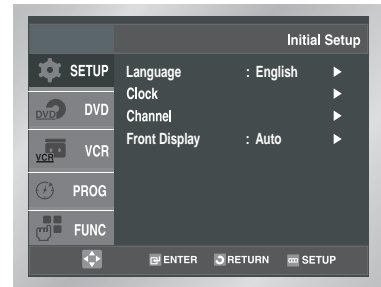 Initial Setup
SETUP
DVD DVD
VCR VCR
PROG
FUNC
Language : English ►
Clock ►
Channel ►
Front Display : Auto ►
ENTER RETURN SETUP